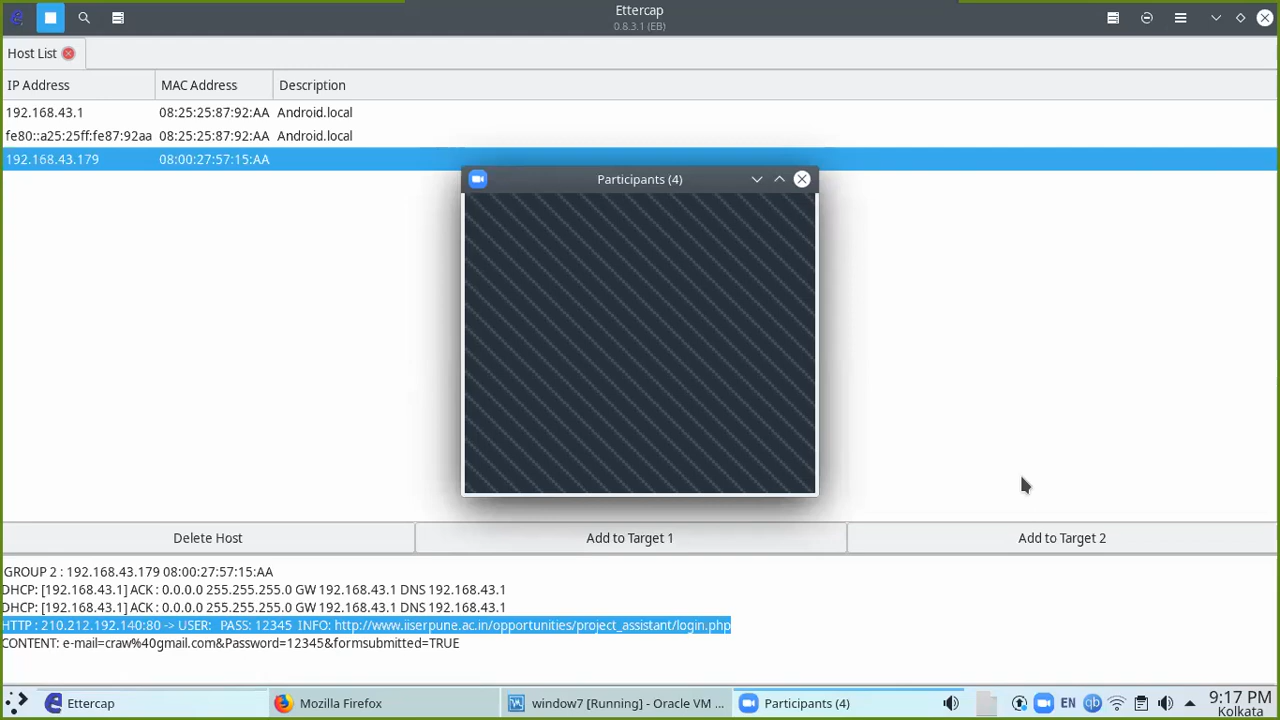 Ettercap
0.8.3.1 (EB)
Host List
IP Address MAC Address Description
192.168.43.1 08:25:25:87:92:AA Android.local
fe80::a25:25ff:fe87:92aa 08:25:25:87:92:AA Android.local
192.168.43.179 08:00:27:57:15:AA
Participants (4)
Delete Host Add to Target 1 Add to Target 2
GROUP 2 : 192.168.43.179 08:00:27:57:15:AA
DHCP: [192.168.43.1] ACK : 0.0.0.0 255.255.255.0 GW 192.168.43.1 DNS 192.168.43.1
DHCP: [192.168.43.1] ACK : 0.0.0.0 255.255.255.0 GW 192.168.43.1 DNS 192.168.43.1
HTTP : 210.212.192.140:80 -> USER: PASS: 12345 INFO: http://www.iiserpune.ac.in/opportunities/project_assistant/login.php
CONTENT: e-mail=craw%40gmail.com&Password=12345&formsubmitted=TRUE
Ettercap Mozilla Firefox window7 [Running] - Oracle VM ... Participants (4) EN qb 9:17 PM
Kolkata